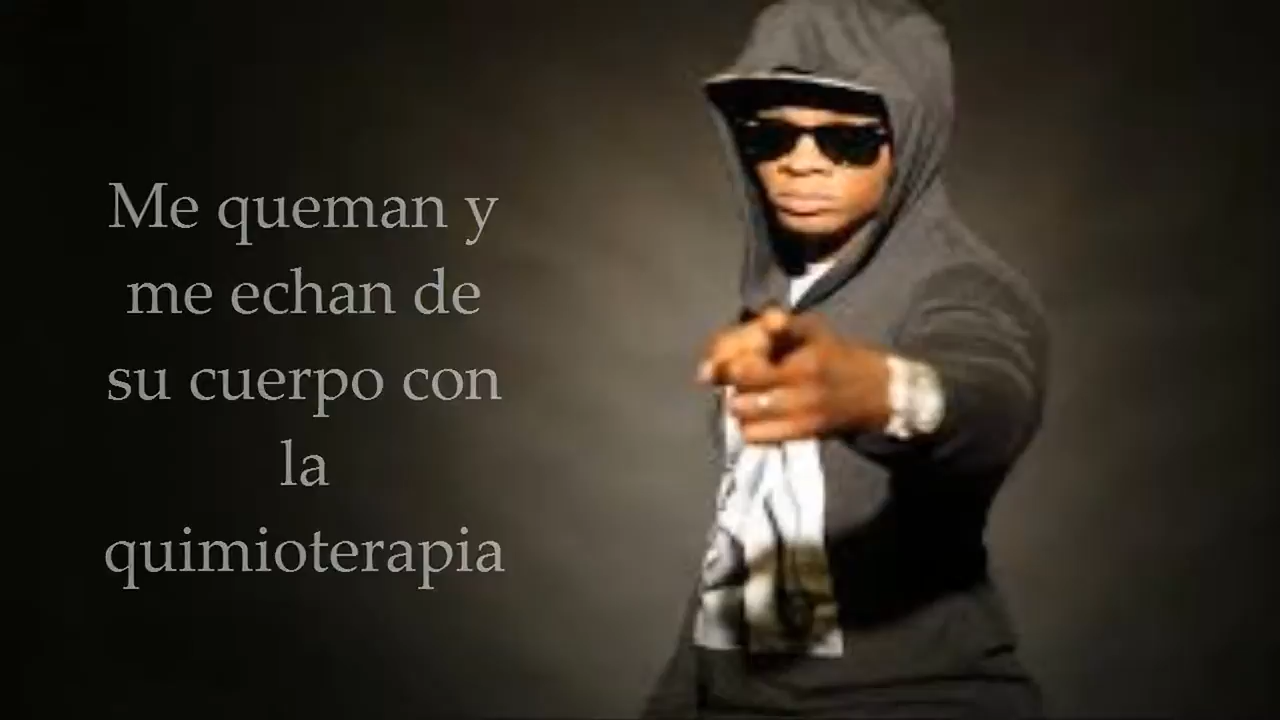 Me queman y
me echan de
su cuerpo con
la
quimioterapia